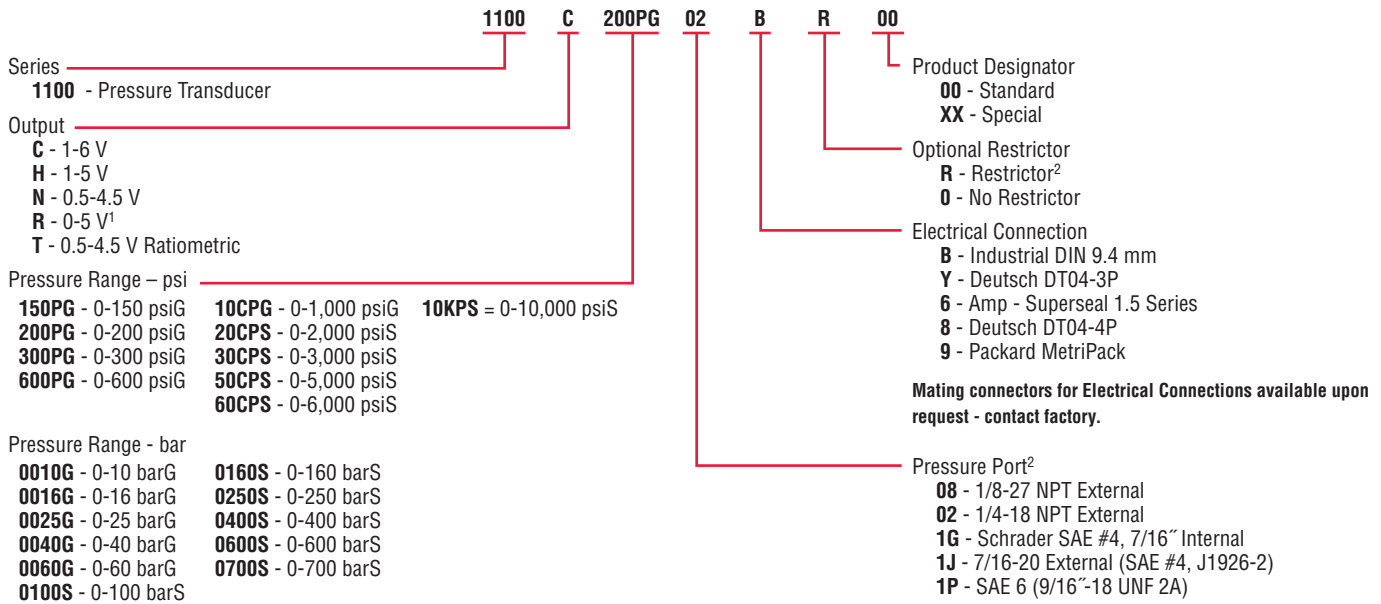 1100 C 200PG 02 B R 00
Series
1100 - Pressure Transducer
Output
C - 1-6 V
H - 1-5 V
N - 0.5-4.5 V
R - 0-5 V¹
T - 0.5-4.5 V Ratiometric
Pressure Range – psi
150PG - 0-150 psiG
200PG - 0-200 psiG
300PG - 0-300 psiG
600PG - 0-600 psiG
10CPG - 0-1,000 psiG
20CPS - 0-2,000 psiS
30CPS - 0-3,000 psiS
50CPS - 0-5,000 psiS
60CPS - 0-6,000 psiS
10KPS = 0-10,000 psiS
Pressure Range - bar
0010G - 0-10 barG
0016G - 0-16 barG
0025G - 0-25 barG
0040G - 0-40 barG
0060G - 0-60 barG
0100S - 0-100 barS
0160S - 0-160 barS
0250S - 0-250 barS
0400S - 0-400 barS
0600S - 0-600 barS
0700S - 0-700 barS
Product Designator
00 - Standard
XX - Special
Optional Restrictor
R - Restrictor²
0 - No Restrictor
Electrical Connection
B - Industrial DIN 9.4 mm
Y - Deutsch DT04-3P
6 - Amp - Superseal 1.5 Series
8 - Deutsch DT04-4P
9 - Packard MetriPack
Mating connectors for Electrical Connections available upon
request - contact factory.
Pressure Port²
08 - 1/8-27 NPT External
02 - 1/4-18 NPT External
1G - Schrader SAE #4, 7/16˝ Internal
1J - 7/16-20 External (SAE #4, J1926-2)
1P - SAE 6 (9/16˝-18 UNF 2A)